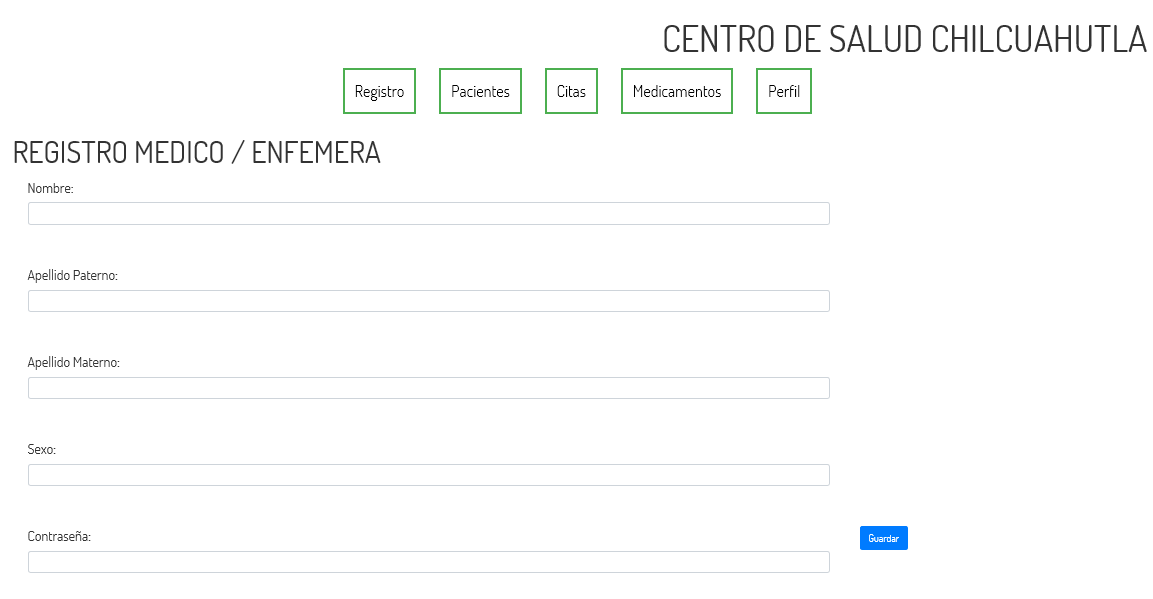 CENTRO DE SALUD CHILCUAHUTLA
Registro Pacientes Citas Medicamentos Perfil
REGISTRO MEDICO / ENFEMERA
Nombre:
Apellido Paterno:
Apellido Materno:
Sexo:
Contraseña:
Guardar